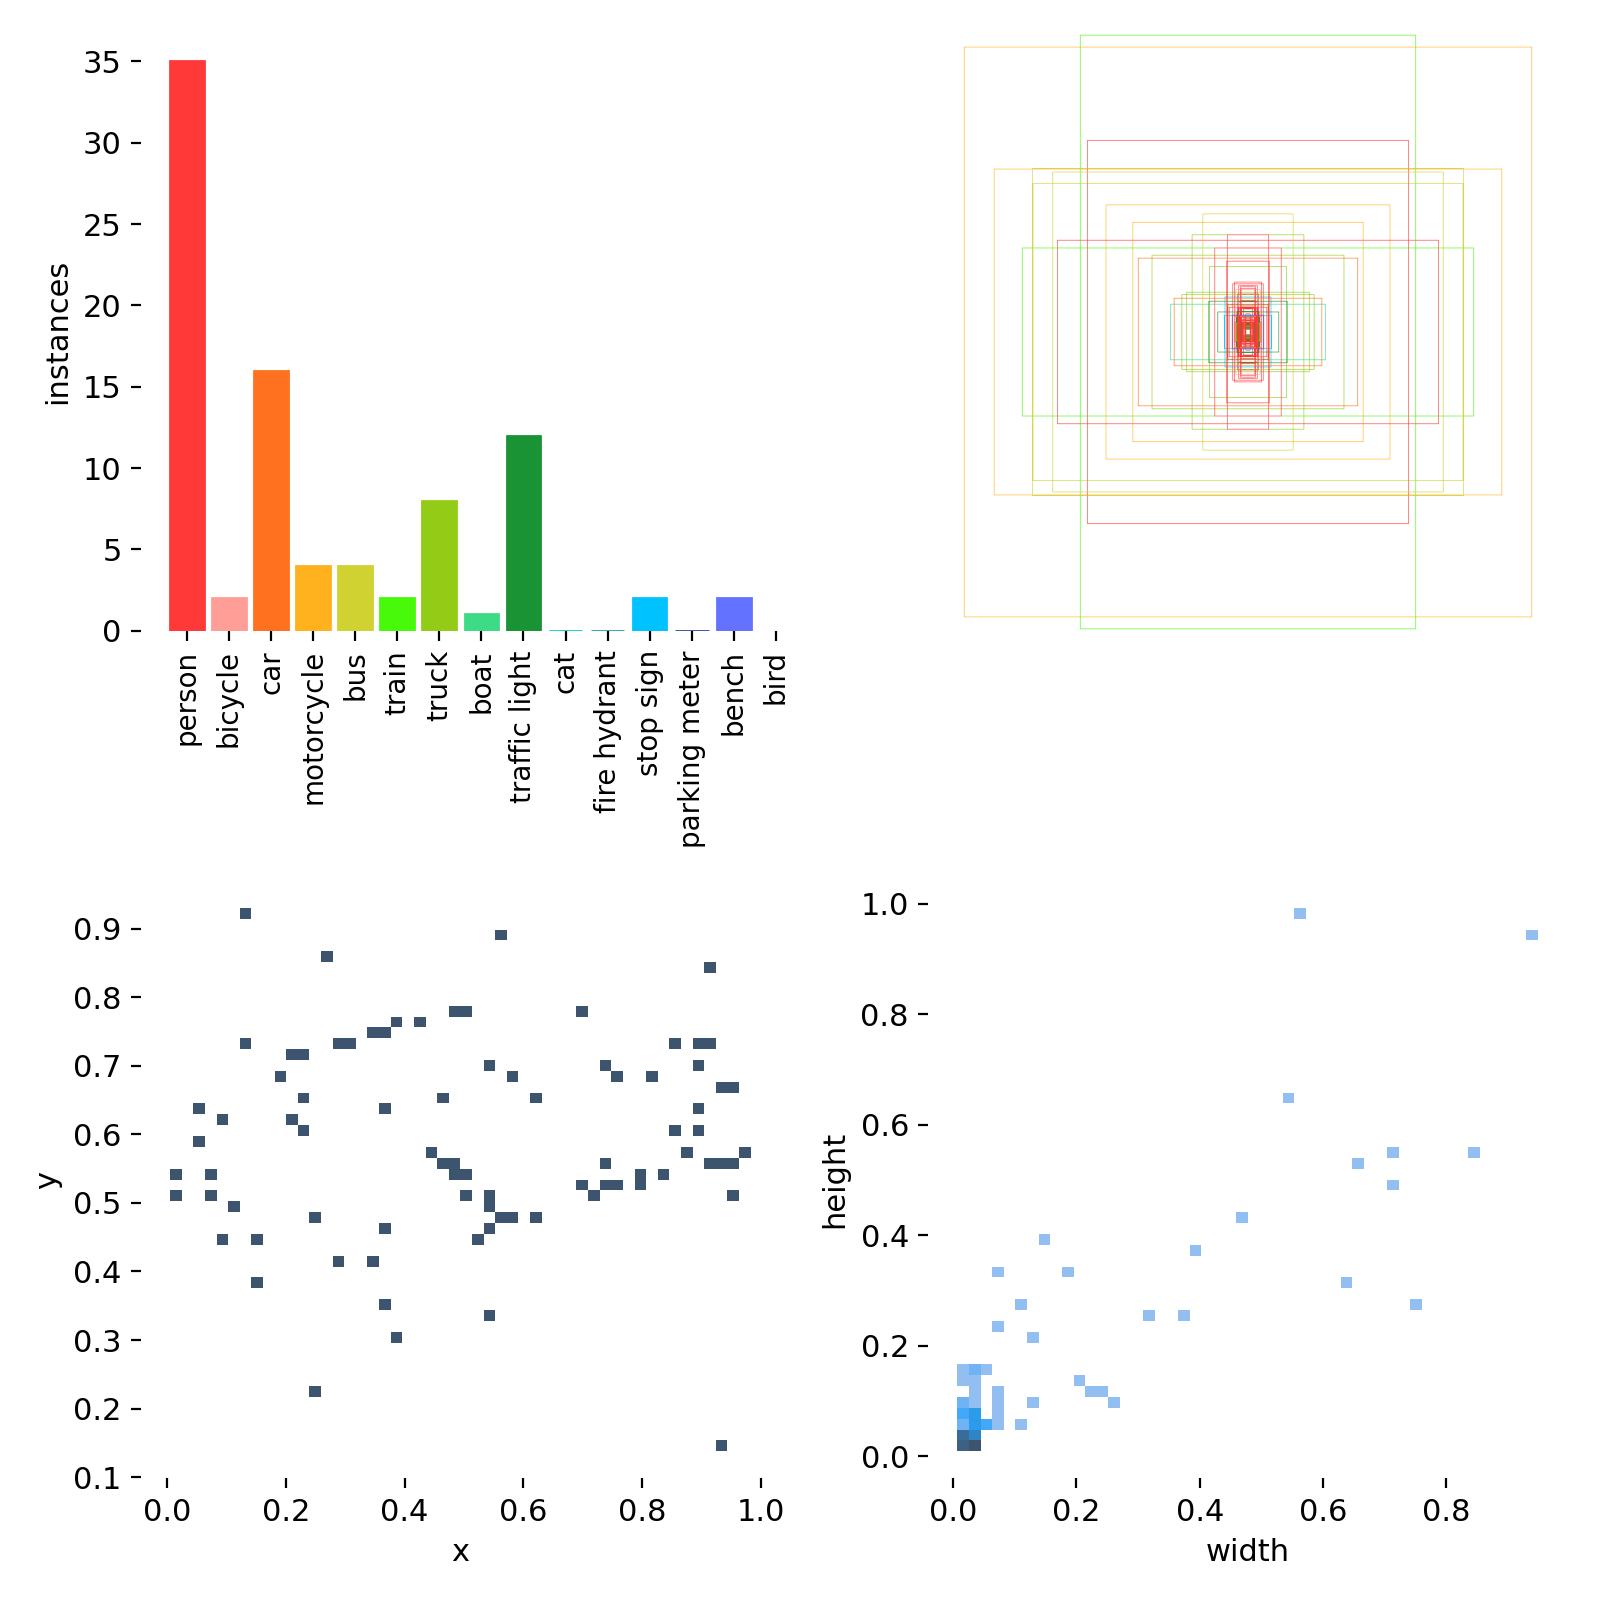 35
30
25
20
15
10
5
0
instances
person
bicycle
car
motorcycle
bus
train
truck
boat
traffic light
cat
fire hydrant
stop sign
parking meter
bench
bird
0.9
0.8
0.7
0.6
0.5
0.4
0.3
0.2
0.1
y
0.0 0.2 0.4 0.6 0.8 1.0
x
1.0
0.8
0.6
0.4
0.2
0.0
height
0.0 0.2 0.4 0.6 0.8
width